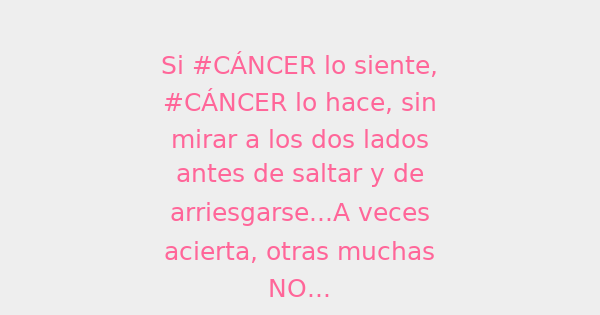 Si #CÁNCER lo siente,
#CÁNCER lo hace, sin
mirar a los dos lados
antes de saltar y de
arriesgarse...A veces
acierta, otras muchas
NO...